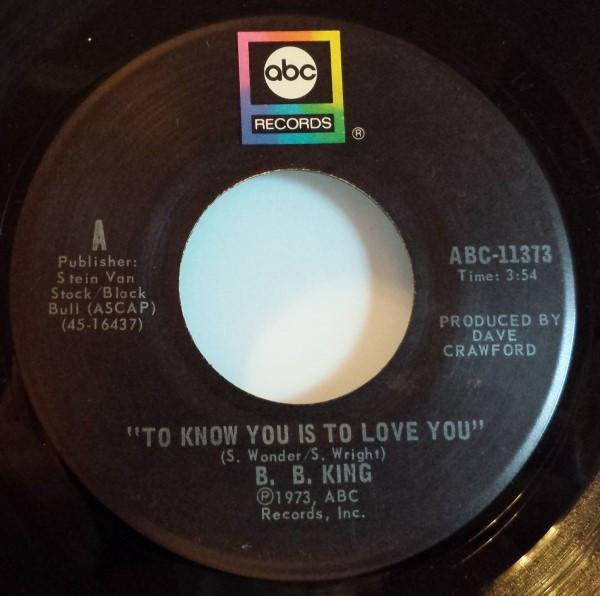 abc
RECORDS
®
A
Publisher:
Stein Van
Stock/Black
Bull (ASCAP)
(45-16437)
ABC-11373
Time: 3:54
PRODUCED BY
DAVE
CRAWFORD
"TO KNOW YOU IS TO LOVE YOU"
(S. Wonder/S. Wright)
B. B. KING
℗1973, ABC
Records, Inc.